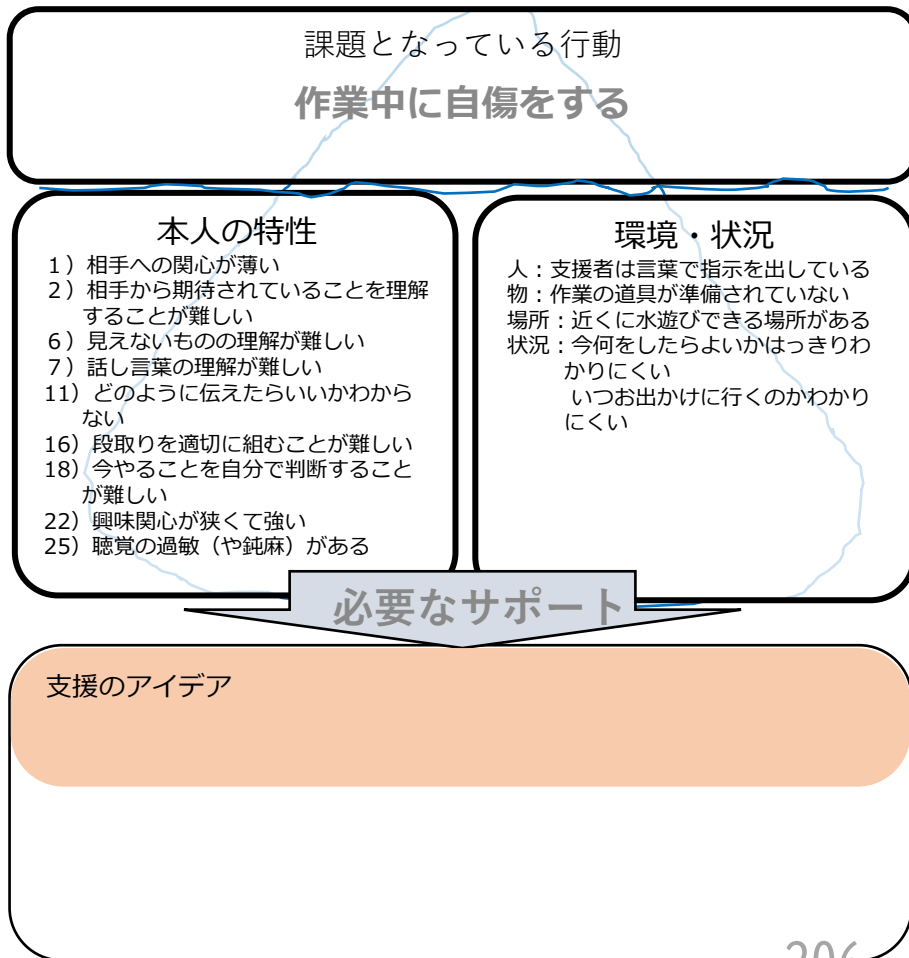 課題となっている行動
作業中に自傷をする
本人の特性
１）相手への関心が薄い
２）相手から期待されていることを理解
することが難しい
６）見えないものの理解が難しい
７）話し言葉の理解が難しい
11）どのように伝えたらいいかわから
ない
16）段取りを適切に組むことが難しい
18）今やることを自分で判断すること
が難しい
22）興味関心が狭くて強い
25）聴覚の過敏（や鈍麻）がある
環境・状況
人：支援者は言葉で指示を出している
物：作業の道具が準備されていない
場所：近くに水遊びできる場所がある
状況：今何をしたらよいかはっきりわ
かりにくい
いつお出かけに行くのかわかり
にくい
必要なサポート
支援のアイデア
206